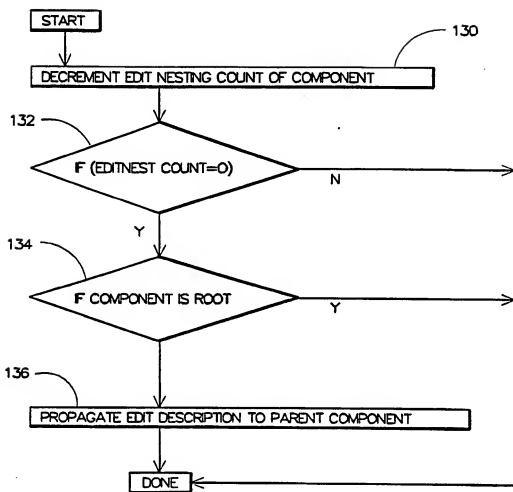 START
130
DECREMENT EDIT NESTING COUNT OF COMPONENT
132
IF (EDITNEST COUNT=0)
N
Y
134
IF COMPONENT IS ROOT
Y
136
PROPAGATE EDIT DESCRIPTION TO PARENT COMPONENT
DONE